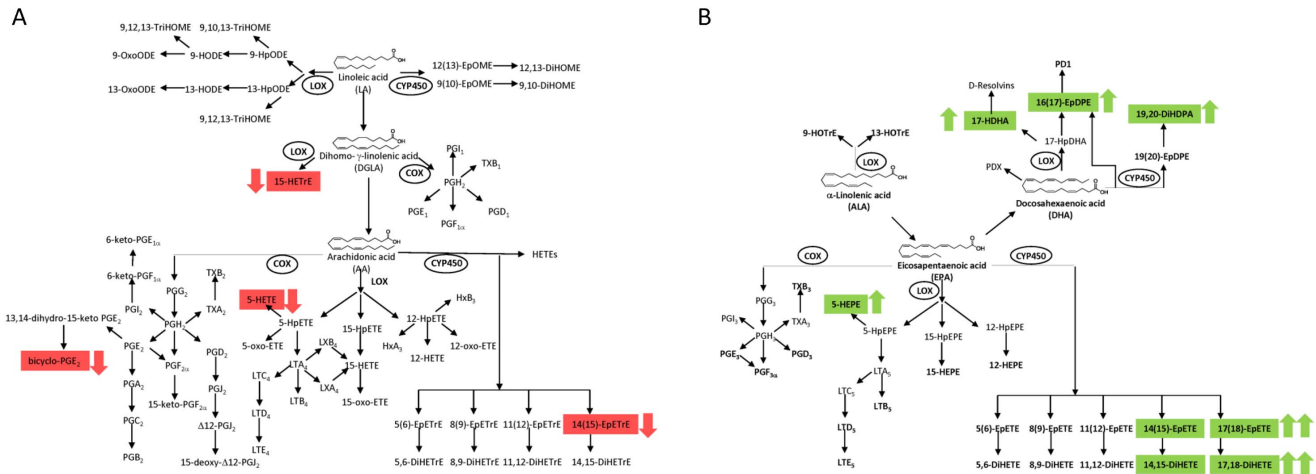 A
9,12,13-TriHOME 9,10,13-TriHOME
9-OxoODE 9-HODE 9-HpODE
13-OxoODE 13-HODE 13-HpODE
9,12,13-TriHOME
LOX
Linoleic acid
(LA)
CYP450
12(13)-EpOME 12,13-DiHOME
9(10)-EpOME 9,10-DiHOME
OH
O
LOX
Dihomo- γ-linolenic acid
(DGLA)
COX
OH
O
15-HETrE
PGI1
TXB1
PGH2
PGE1
PGF1α
PGD1
Arachidonic acid
(AA)
OH
O
COX
CYP450
HETEs
LOX
6-keto-PGE1α
6-keto-PGF1α
TXB2
PGG2
PGI2
TXA2
13,14-dihydro-15-keto PGE2
PGH2
bicyclo-PGE2
PGE2
PGF2α
PGD2
PGA2
15-keto-PGF2α
PGJ2
PGC2
Δ12-PGJ2
PGB2
15-deoxy-Δ12-PGJ2
5-HETE
5-HpETE
5-oxo-ETE
15-HpETE
12-HpETE
HxB3
HxA3
12-HETE
12-oxo-ETE
LXB4
LTA4
15-HETE
LTC4
LXA4
LTB4
15-oxo-ETE
LTD4
LTE4
5(6)-EpETrE 8(9)-EpETrE 11(12)-EpETrE 14(15)-EpETrE
5,6-DiHETrE 8,9-DiHETrE 11,12-DiHETrE 14,15-DiHETrE
B
PD1
D-Resolvins
16(17)-EpDPE
17-HDHA
19,20-DiHDPA
17-HpDHA
19(20)-EpDPE
9-HOTrE 13-HOTrE
LOX
α-Linolenic acid
(ALA)
OH
O
PDX
LOX
CYP450
Docosahexaenoic acid
(DHA)
OH
O
Eicosapentaenoic acid
(EPA)
OH
O
COX
CYP450
LOX
PGG3
TXB3
PGI3
TXA3
PGH3
PGE3
PGD3
PGF3α
5-HEPE
5-HpEPE
15-HpEPE
12-HpEPE
LTA5
15-HEPE
12-HEPE
LTC5
LTB5
LTD5
LTE5
5(6)-EpETE 8(9)-EpETE 11(12)-EpETE 14(15)-EpETE 17(18)-EpETE
5,6-DiHETE 8,9-DiHETE 11,12-DiHETE 14,15-DiHETE 17,18-DiHETE